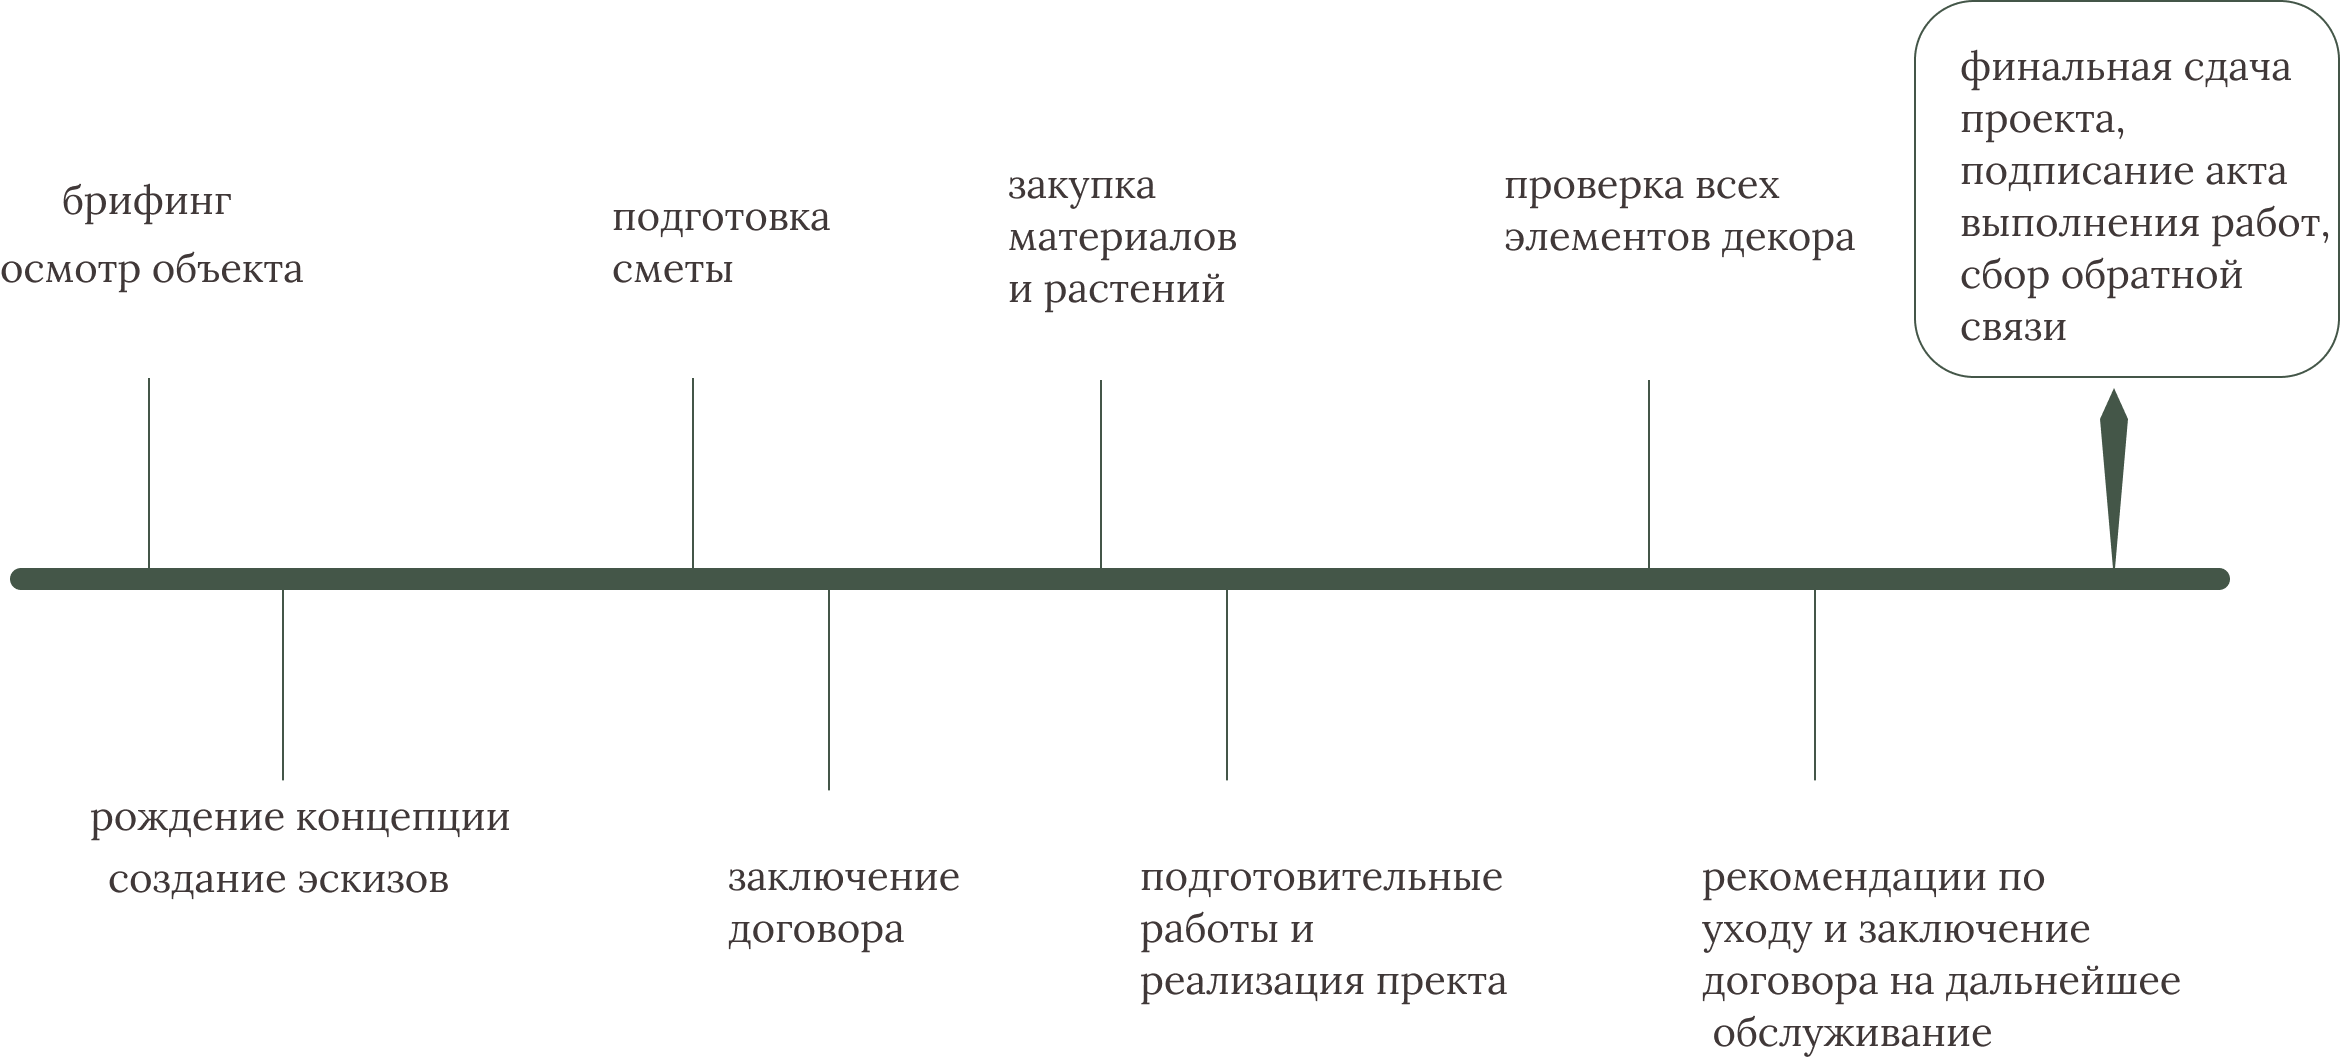 брифинг
осмотр объекта
подготовка
сметы
закупка
материалов
и растений
проверка всех
элементов декора
финальная сдача
проекта,
подписание акта
выполнения работ,
сбор обратной
связи
рождение концепции
создание эскизов
заключение
договора
подготовительные
работы и
реализация пректа
рекомендации по
уходу и заключение
договора на дальнейшее
обслуживание